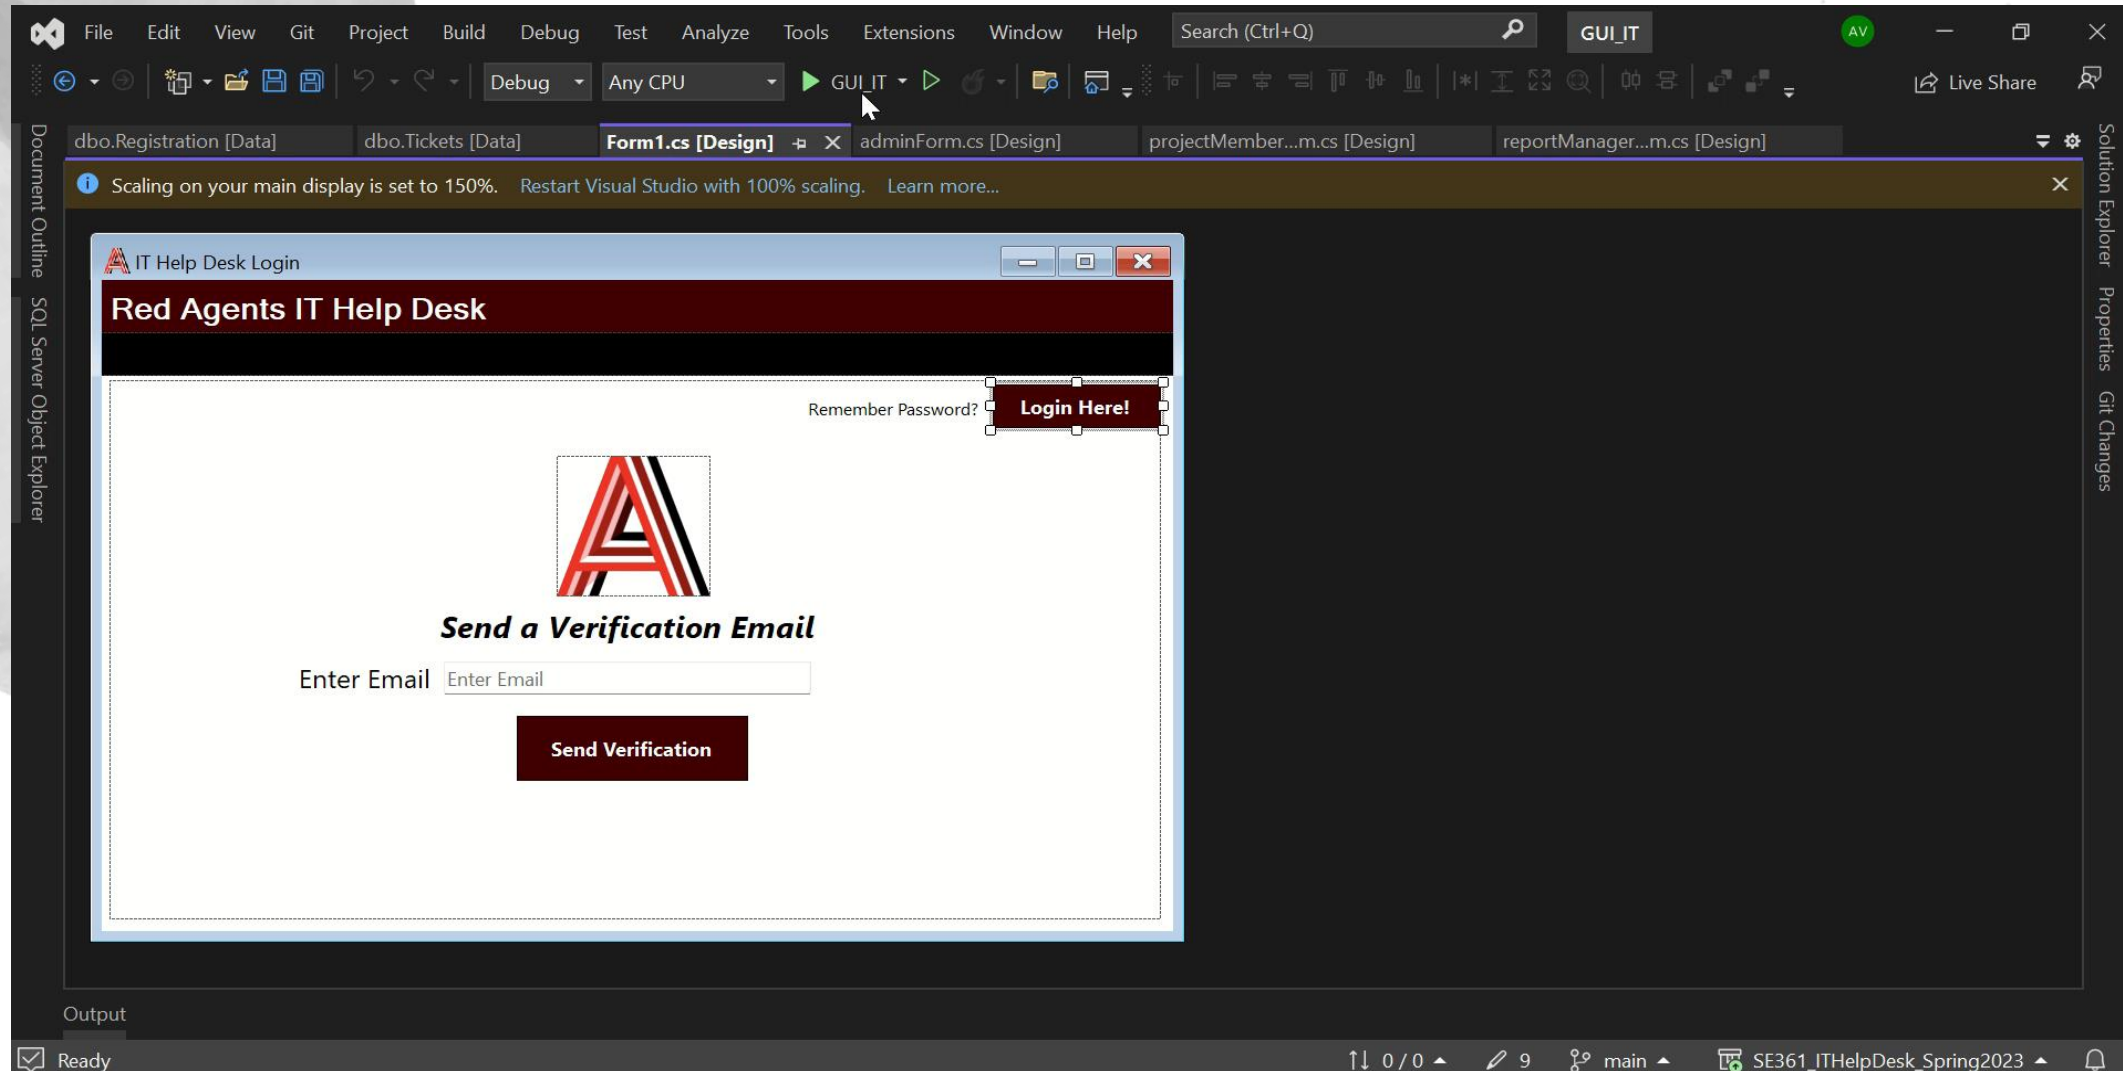 File Edit View Git Project Build Debug Test Analyze Tools Extensions Window Help Search (Ctrl+Q) GUI_IT AV
Debug Any CPU GUI_IT Live Share
dbo.Registration [Data] dbo.Tickets [Data] Form1.cs [Design] adminForm.cs [Design] projectMember...m.cs [Design] reportManager...m.cs [Design]
Scaling on your main display is set to 150%. Restart Visual Studio with 100% scaling. Learn more...
Document Outline
SQL Server Object Explorer
Solution Explorer
Properties
Git Changes
IT Help Desk Login
Red Agents IT Help Desk
Remember Password? Login Here!
Send a Verification Email
Enter Email Enter Email
Send Verification
Output
Ready 0 / 0 9 main SE361_ITHelpDesk_Spring2023